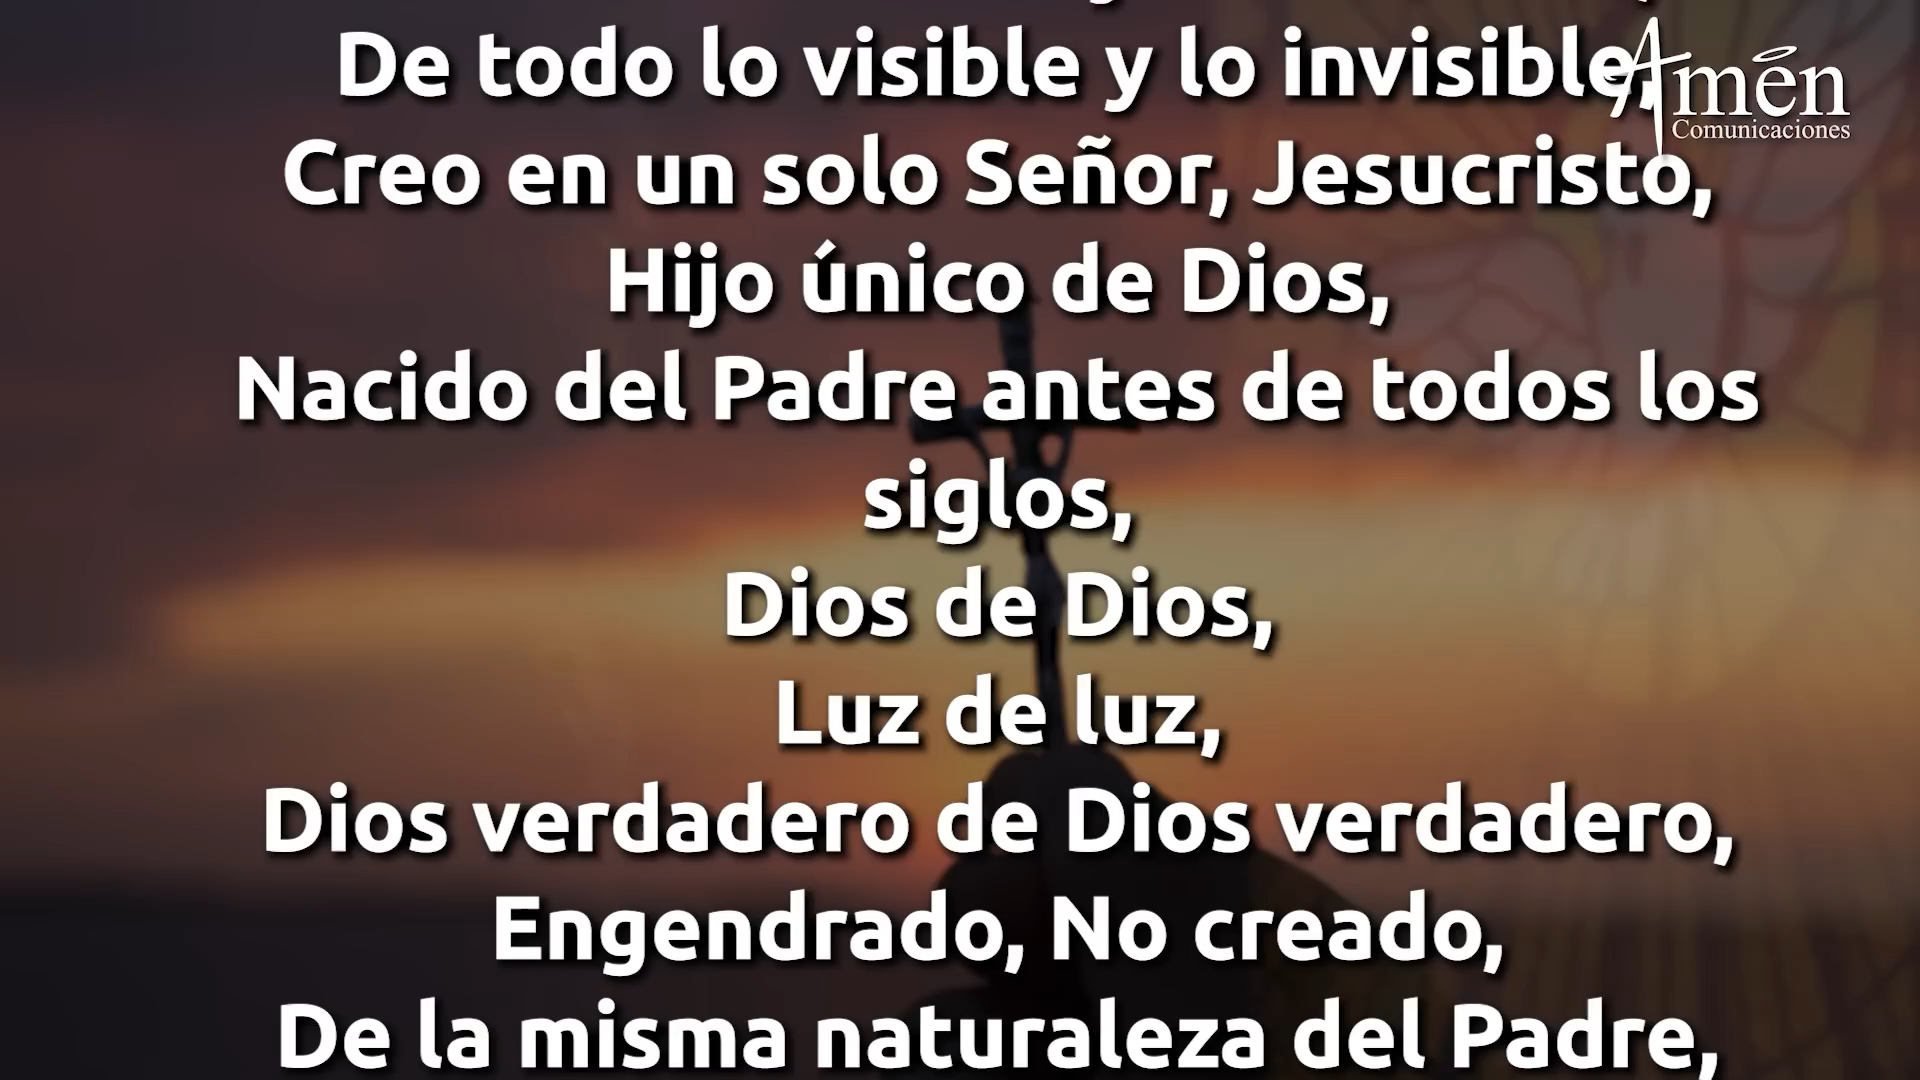 De todo lo visible y lo invisible,
Amén
Comunicaciones
Creo en un solo Señor, Jesucristo,
Hijo único de Dios,
Nacido del Padre antes de todos los
siglos,
Dios de Dios,
Luz de luz,
Dios verdadero de Dios verdadero,
Engendrado, No creado,
De la misma naturaleza del Padre,